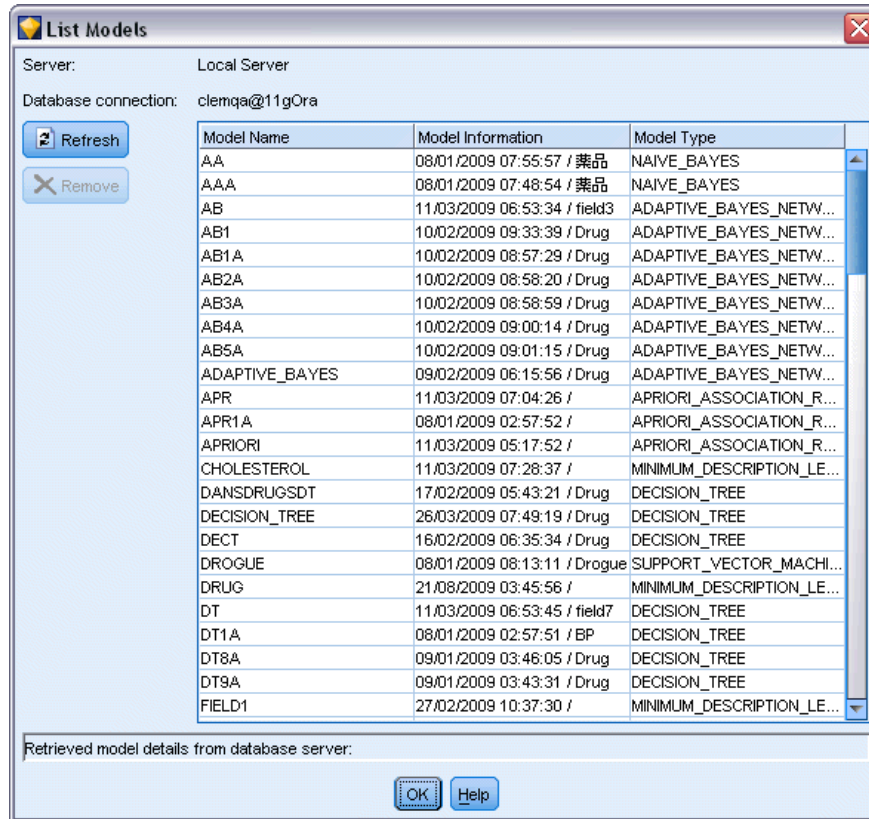 List Models
Server: Local Server
Database connection: clemqa@11gOra
Refresh
Remove
Model Name Model Information Model Type
AA 08/01/2009 07:55:57 / 薬品 NAIVE_BAYES
AAA 08/01/2009 07:48:54 / 薬品 NAIVE_BAYES
AB 11/03/2009 06:53:34 / field3 ADAPTIVE_BAYES_NETW...
AB1 10/02/2009 09:33:39 / Drug ADAPTIVE_BAYES_NETW...
AB1A 10/02/2009 08:57:29 / Drug ADAPTIVE_BAYES_NETW...
AB2A 10/02/2009 08:58:20 / Drug ADAPTIVE_BAYES_NETW...
AB3A 10/02/2009 08:58:59 / Drug ADAPTIVE_BAYES_NETW...
AB4A 10/02/2009 09:00:14 / Drug ADAPTIVE_BAYES_NETW...
AB5A 10/02/2009 09:01:15 / Drug ADAPTIVE_BAYES_NETW...
ADAPTIVE_BAYES 09/02/2009 06:15:56 / Drug ADAPTIVE_BAYES_NETW...
APR 11/03/2009 07:04:26 / APRIORI_ASSOCIATION_R...
APR1A 08/01/2009 02:57:52 / APRIORI_ASSOCIATION_R...
APRIORI 11/03/2009 05:17:52 / APRIORI_ASSOCIATION_R...
CHOLESTEROL 11/03/2009 07:28:37 / MINIMUM_DESCRIPTION_LE...
DANSDRUGSDT 17/02/2009 05:43:21 / Drug DECISION_TREE
DECISION_TREE 26/03/2009 07:49:19 / Drug DECISION_TREE
DECT 16/02/2009 06:35:34 / Drug DECISION_TREE
DROGUE 08/01/2009 08:13:11 / Drogue SUPPORT_VECTOR_MACHI...
DRUG 21/08/2009 03:45:56 / MINIMUM_DESCRIPTION_LE...
DT 11/03/2009 06:53:45 / field7 DECISION_TREE
DT1A 08/01/2009 02:57:51 / BP DECISION_TREE
DT8A 09/01/2009 03:46:05 / Drug DECISION_TREE
DT9A 09/01/2009 03:43:31 / Drug DECISION_TREE
FIELD1 27/02/2009 10:37:30 / MINIMUM_DESCRIPTION_LE...
Retrieved model details from database server:
OK Help